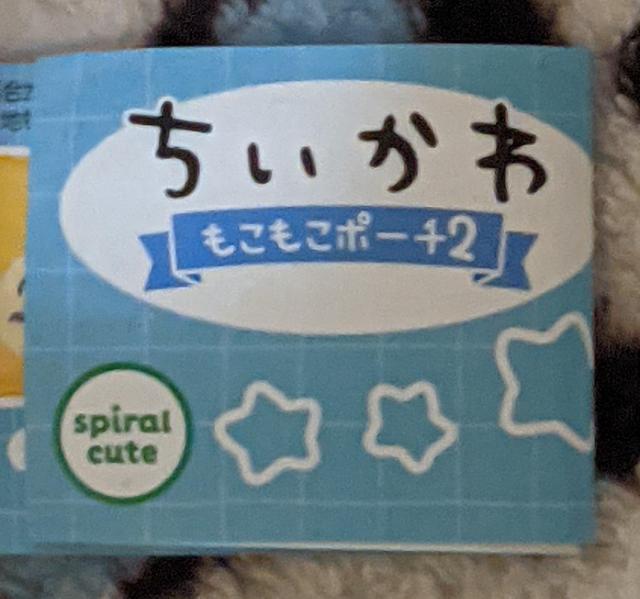 ちいかわ
もこもこポーチ2
spiral
cute